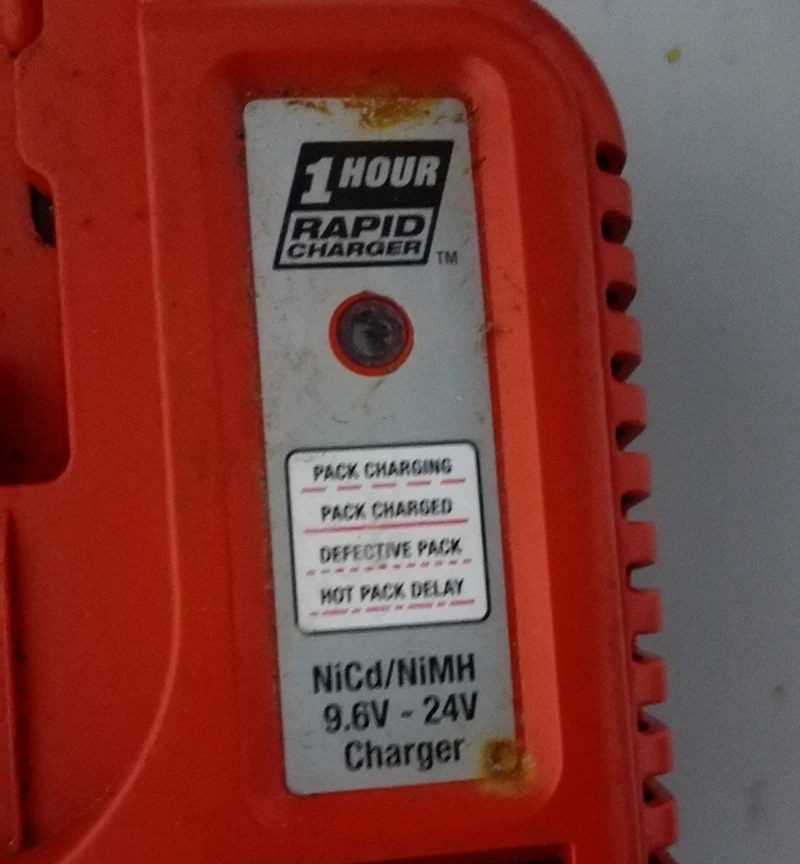 1 HOUR
RAPID
CHARGER TM
PACK CHARGING
PACK CHARGED
DEFECTIVE PACK
HOT PACK DELAY
NiCd/NiMH
9.6V - 24V
Charger